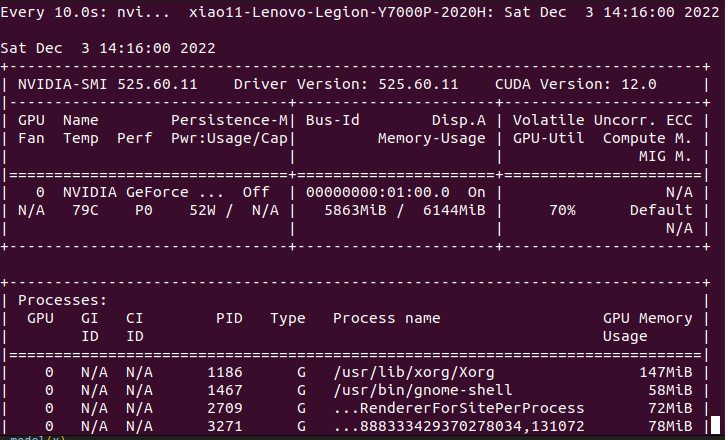 Every 10.0s: nvi...  xiao11-Lenovo-Legion-Y7000P-2020H: Sat Dec  3 14:16:00 2022
Sat Dec  3 14:16:00 2022
+-----------------------------------------------------------------------------+
| NVIDIA-SMI 525.60.11    Driver Version: 525.60.11    CUDA Version: 12.0     |
|-------------------------------+----------------------+----------------------+
| GPU  Name        Persistence-M| Bus-Id        Disp.A | Volatile Uncorr. ECC |
| Fan  Temp  Perf  Pwr:Usage/Cap|         Memory-Usage | GPU-Util  Compute M. |
|                               |                      |               MIG M. |
|===============================+======================+======================|
|   0  NVIDIA GeForce ...  Off  | 00000000:01:00.0  On |                  N/A |
| N/A   79C    P0    52W /  N/A |   5863MiB /  6144MiB |     70%      Default |
|                               |                      |                  N/A |
+-------------------------------+----------------------+----------------------+
+-----------------------------------------------------------------------------+
| Processes:                                                                  |
|  GPU   GI   CI        PID   Type   Process name                  GPU Memory |
|        ID   ID                                                   Usage      |
|=============================================================================|
|    0   N/A  N/A      1186      G   /usr/lib/xorg/Xorg                147MiB |
|    0   N/A  N/A      1467      G   /usr/bin/gnome-shell               58MiB |
|    0   N/A  N/A      2709      G   ...RendererForSitePerProcess       72MiB |
|    0   N/A  N/A      3271      G   ...888333429370278034,131072       78MiB |
model(x)